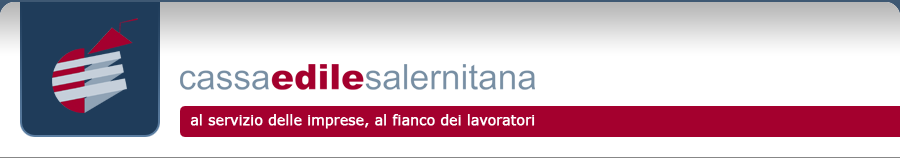 cassaedilesalernitana
al servizio delle imprese, al fianco dei lavoratori